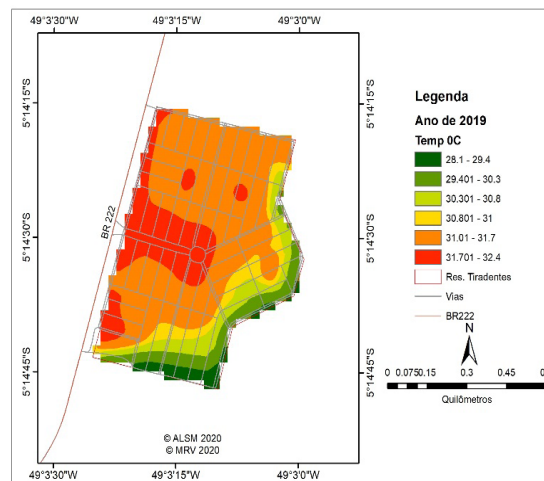 49°3'30"W 49°3'15"W 49°3'0"W
5°14'15"S 5°14'15"S
5°14'30"S 5°14'30"S
5°14'45"S 5°14'45"S
BR 222
© ALSM 2020
© MRV 2020
49°3'30"W 49°3'15"W 49°3'0"W
Legenda
Ano de 2019
Temp 0C
28.1 - 29.4
29.401 - 30.3
30.301 - 30.8
30.801 - 31
31.01 - 31.7
31.701 - 32.4
Res. Tiradentes
Vias
BR222
N
0 0.075 0.15 0.3 0.45 0.6
Quilômetros